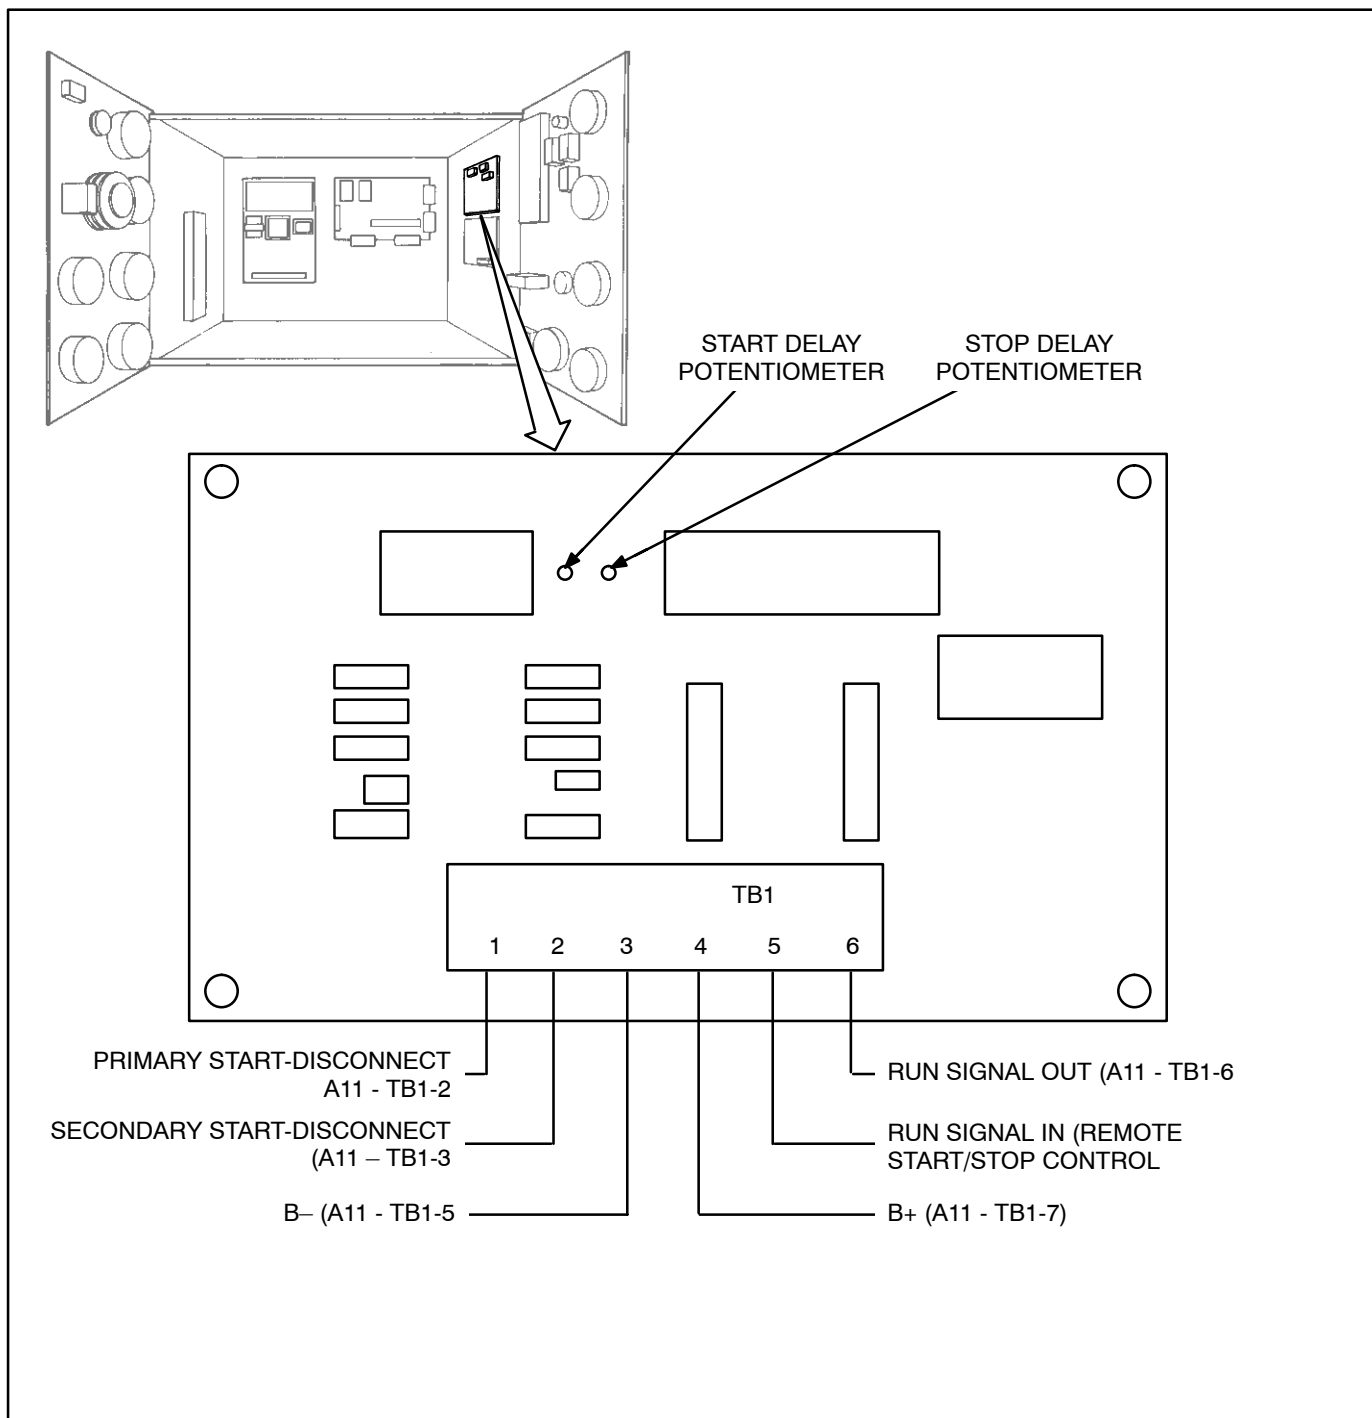 START DELAY
POTENTIOMETER
STOP DELAY
POTENTIOMETER
TB1
1 2 3 4 5 6
PRIMARY START-DISCONNECT
A11 - TB1-2
SECONDARY START-DISCONNECT
(A11 – TB1-3
B– (A11 - TB1-5
RUN SIGNAL OUT (A11 - TB1-6
RUN SIGNAL IN (REMOTE
START/STOP CONTROL
B+ (A11 - TB1-7)